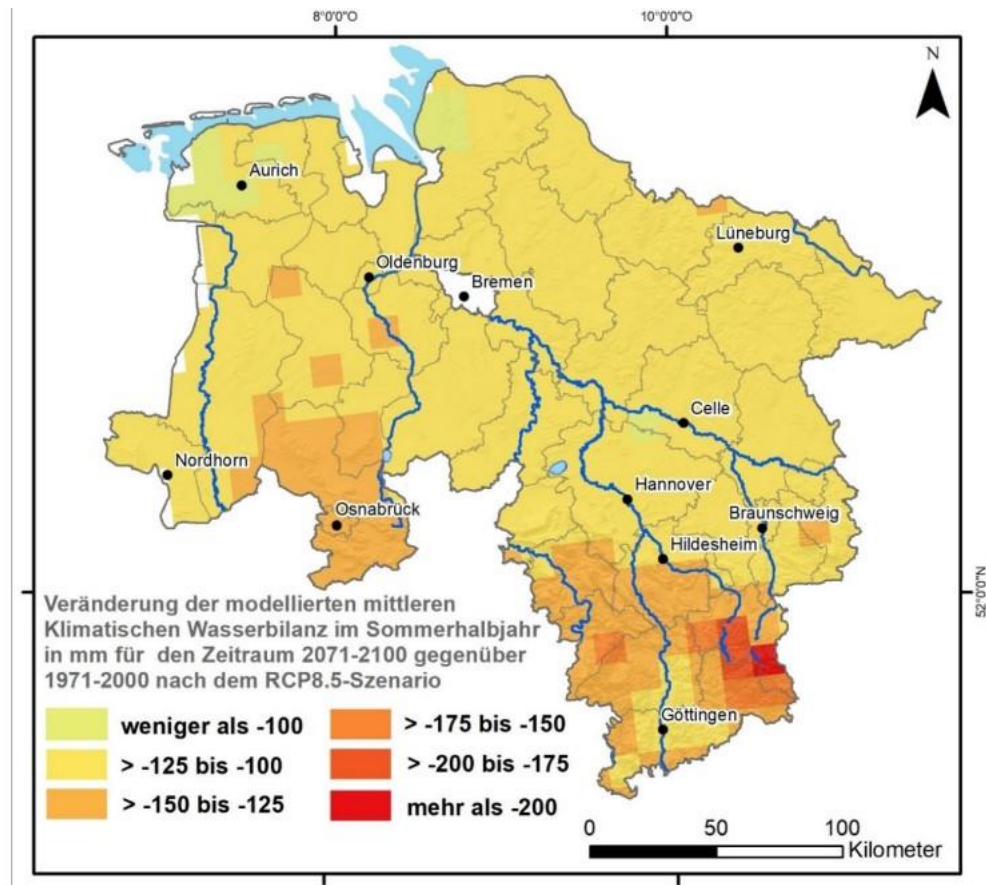 8°0'0"O
10°0'0"O
N
Aurich
Lüneburg
Oldenburg
Bremen
Celle
Nordhorn
Hannover
Osnabrück
Braunschweig
Hildesheim
52°0'0"N
Veränderung der modellierten mittleren
Klimatischen Wasserbilanz im Sommerhalbjahr
in mm für den Zeitraum 2071-2100 gegenüber
1971-2000 nach dem RCP8.5-Szenario
Göttingen
weniger als -100
> -175 bis -150
> -125 bis -100
> -200 bis -175
> -150 bis -125
mehr als -200
0 50 100
Kilometer